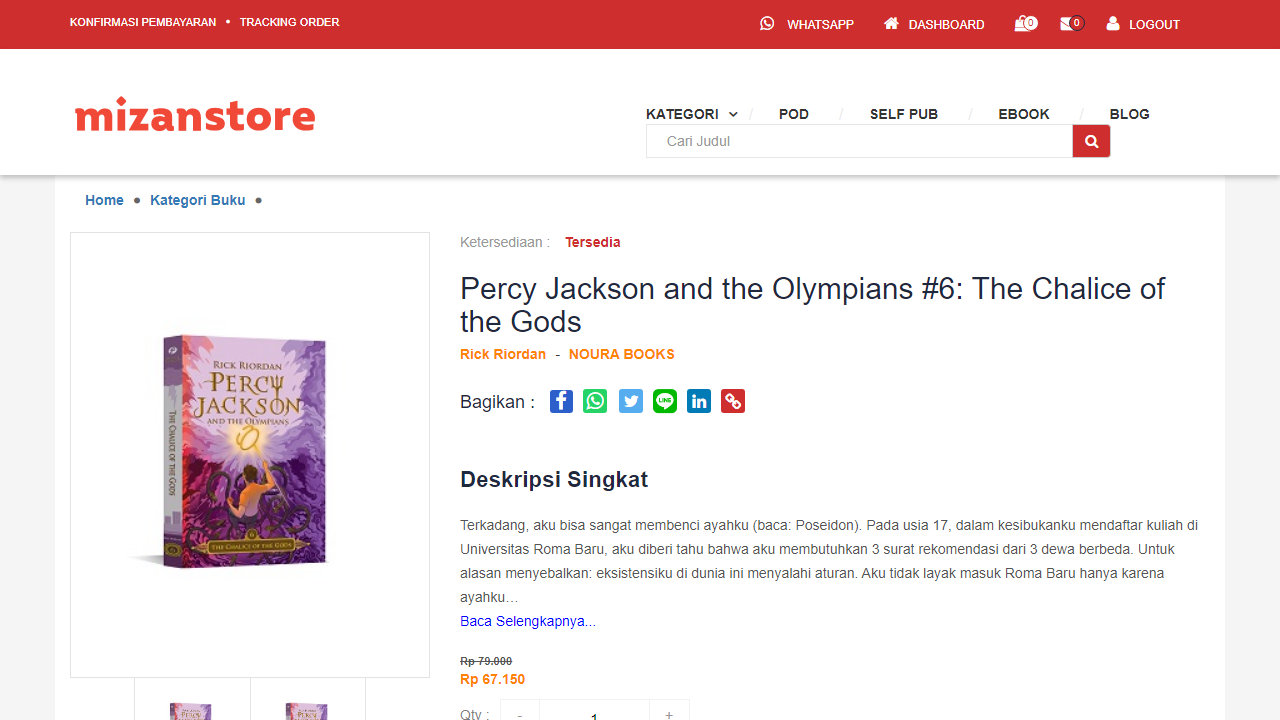 KONFIRMASI PEMBAYARAN • TRACKING ORDER
WHATSAPP DASHBOARD 0 0 LOGOUT
mizanstore
KATEGORI / POD / SELF PUB / EBOOK / BLOG
Cari Judul
Home • Kategori Buku •
Ketersediaan : Tersedia
Percy Jackson and the Olympians #6: The Chalice of
the Gods
Rick Riordan - NOURA BOOKS
Bagikan :
Deskripsi Singkat
Terkadang, aku bisa sangat membenci ayahku (baca: Poseidon). Pada usia 17, dalam kesibukanku mendaftar kuliah di
Universitas Roma Baru, aku diberi tahu bahwa aku membutuhkan 3 surat rekomendasi dari 3 dewa berbeda. Untuk
alasan menyebalkan: eksistensiku di dunia ini menyalahi aturan. Aku tidak layak masuk Roma Baru hanya karena
ayahku…
Baca Selengkapnya...
Rp 79.000
Rp 67.150
Qty : - 1 +
RICK RIORDAN
PERCY
JACKSON
AND THE OLYMPIANS
THE CHALICE OF THE GODS
THE CHALICE OF THE GODS